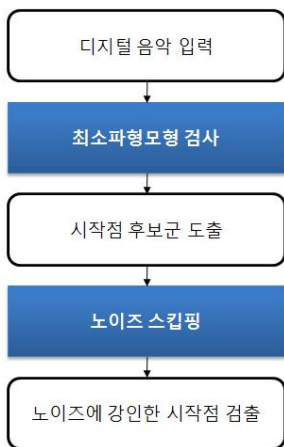 디지털 음악 입력
최소파형모형 검사
시작점 후보군 도출
노이즈 스킵핑
노이즈에 강인한 시작점 검출